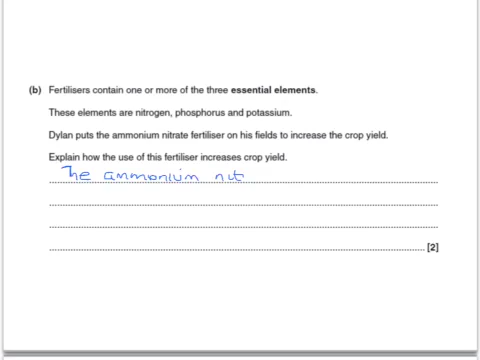 (b) Fertilisers contain one or more of the three essential elements.
These elements are nitrogen, phosphorus and potassium.
Dylan puts the ammonium nitrate fertiliser on his fields to increase the crop yield.
Explain how the use of this fertiliser increases crop yield.
The ammonium nit
[2]